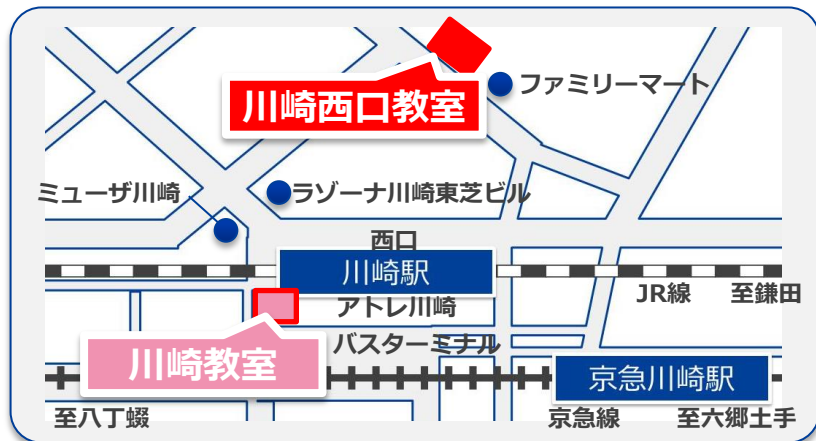 川崎西口教室
ファミリーマート
ミューザ川崎
ラゾーナ川崎東芝ビル
西口
川崎駅
JR線
至鎌田
アトレ川崎
バスターミナル
川崎教室
京急川崎駅
至八丁畷
京急線
至六郷土手